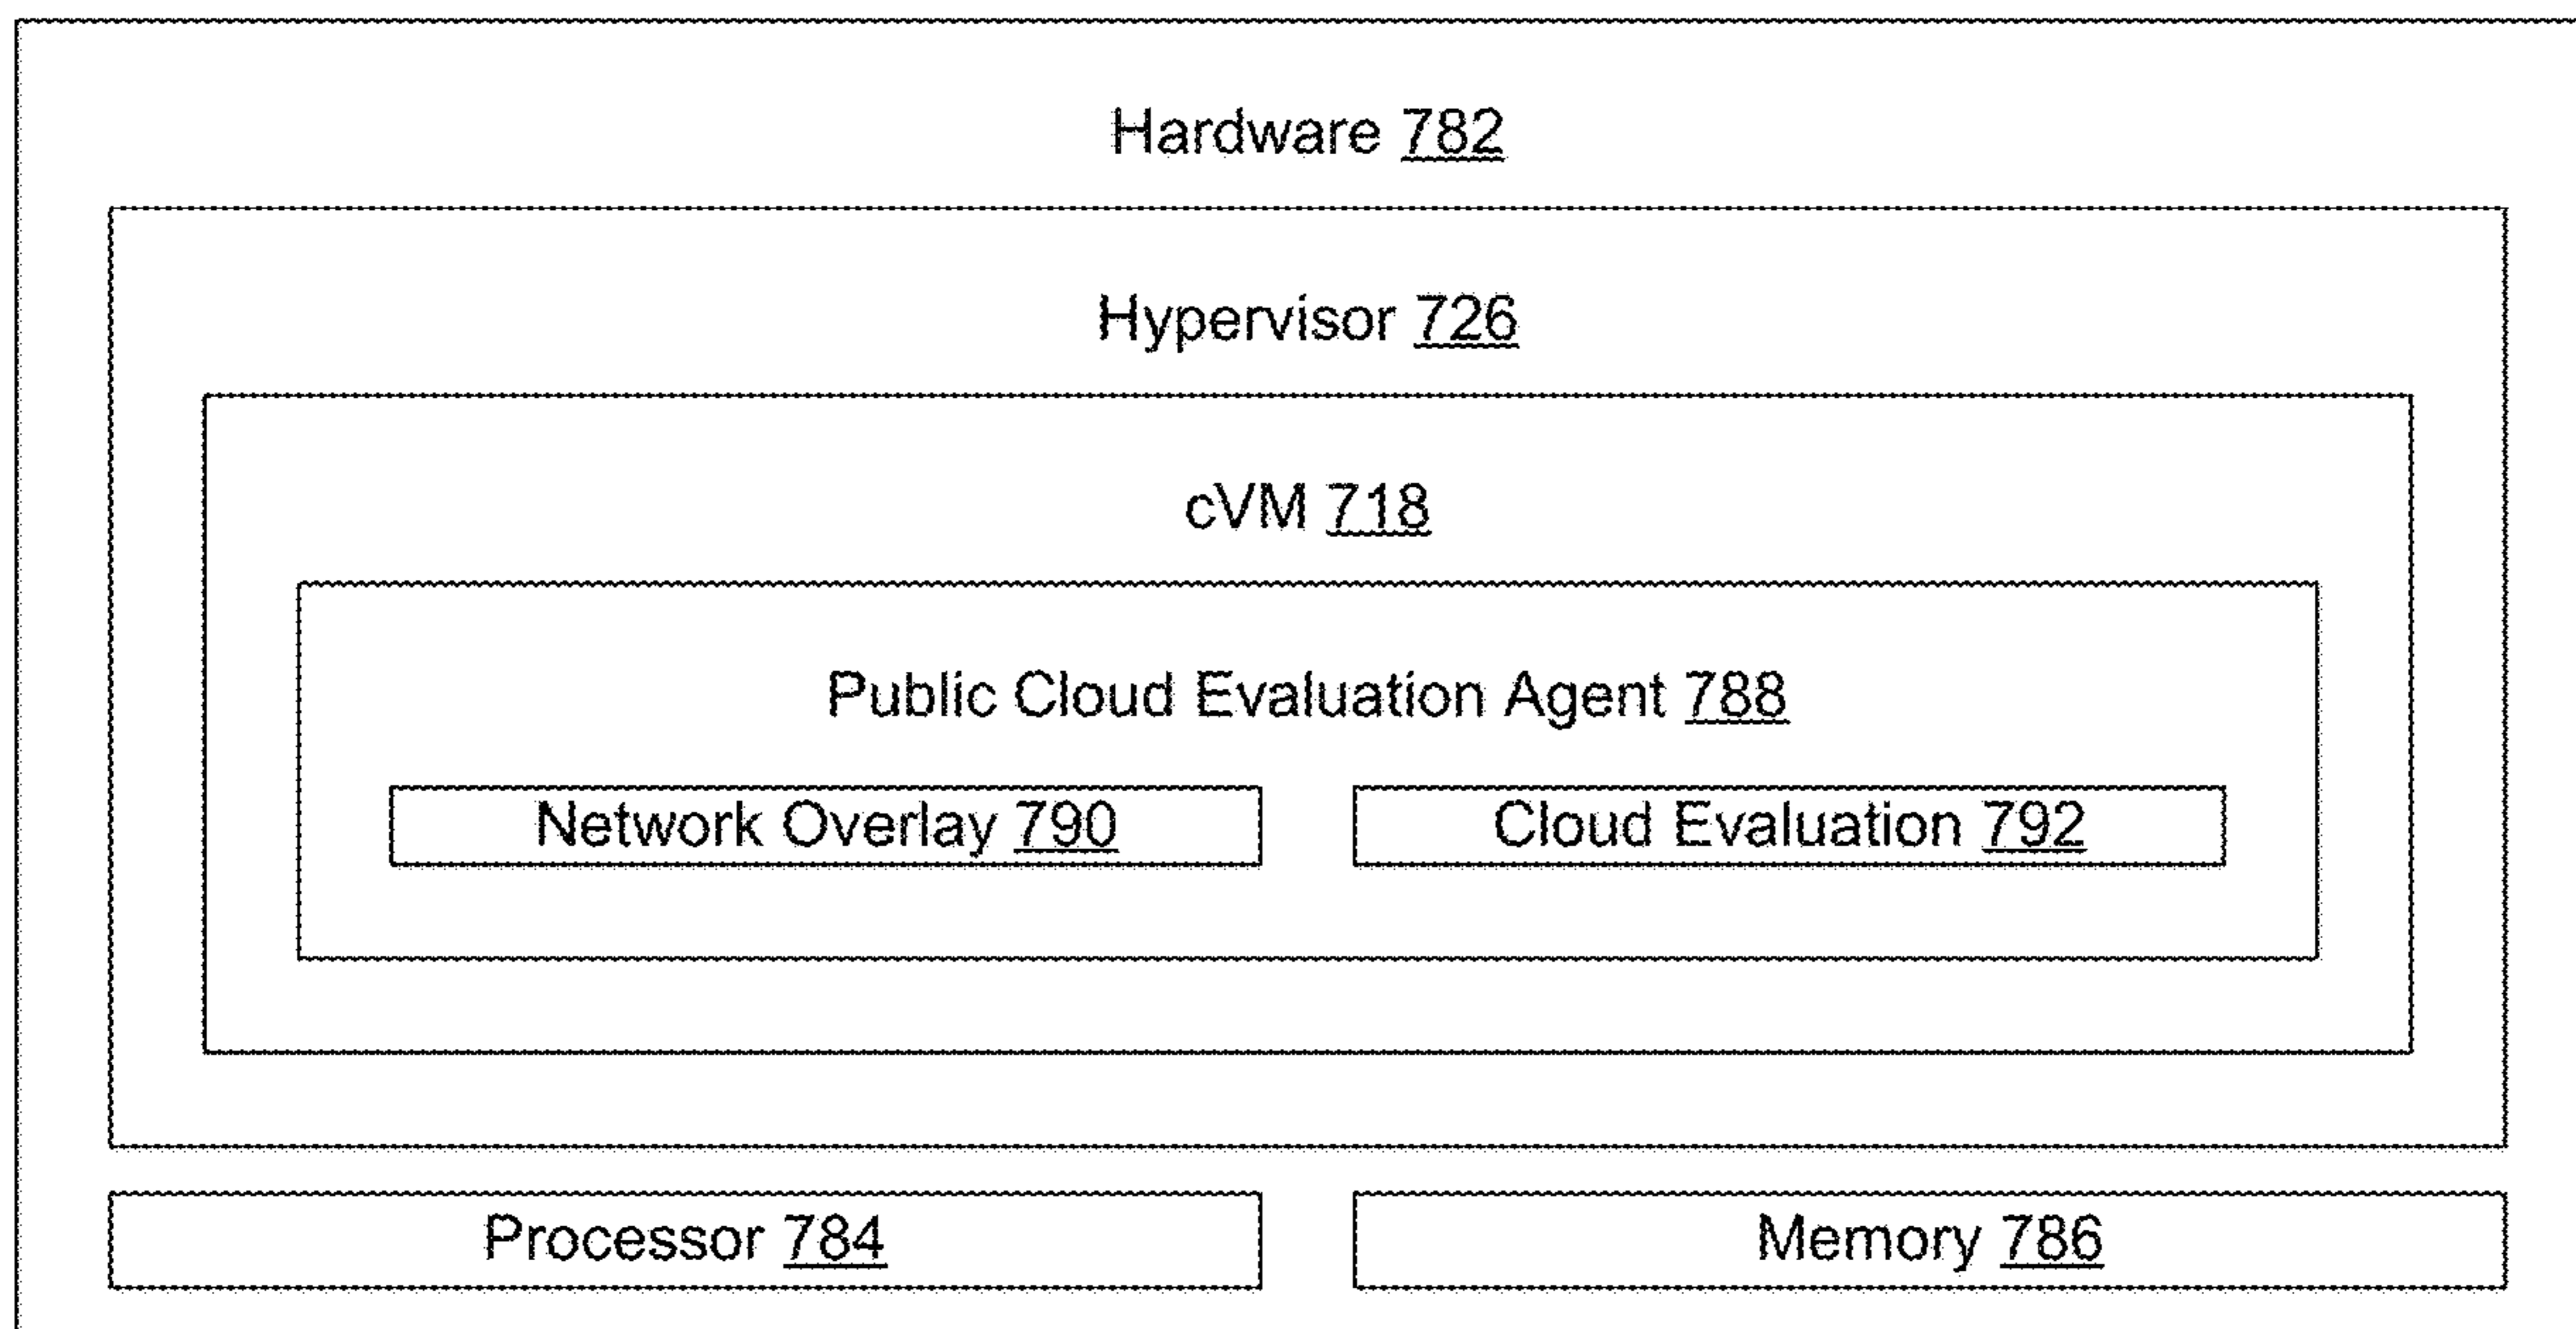 Hardware 782
Hypervisor 726
cVM 718
Public Cloud Evaluation Agent 788
Network Overlay 790
Cloud Evaluation 792
Processor 784
Memory 786